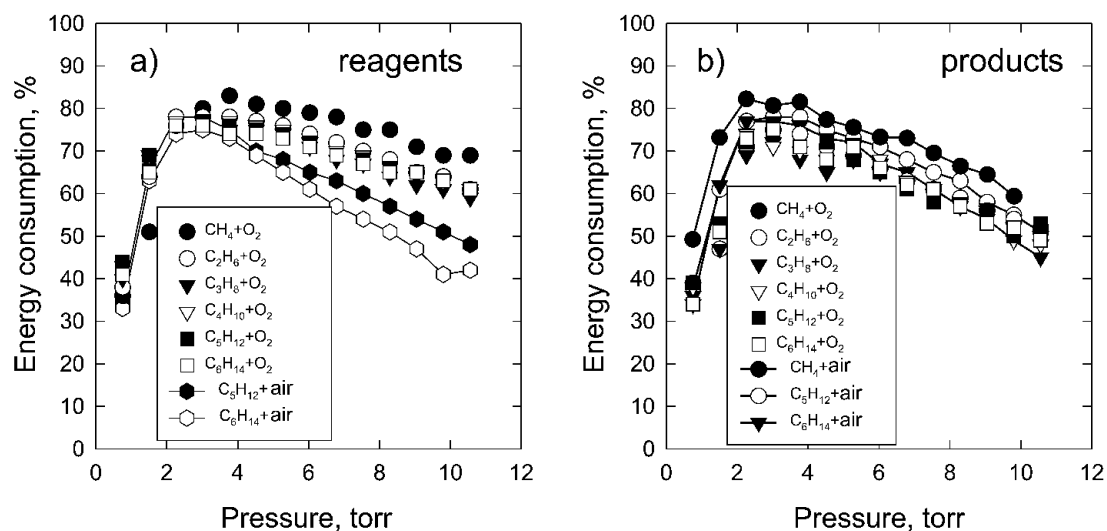 a) reagents
Energy consumption, %
100
90
80
70
60
50
40
30
20
10
0
CH₄+O₂
C₂H₆+O₂
C₃H₈+O₂
C₄H₁₀+O₂
C₅H₁₂+O₂
C₆H₁₄+O₂
C₅H₁₂+air
C₆H₁₄+air
0 2 4 6 8 10 12
Pressure, torr
b) products
Energy consumption, %
100
90
80
70
60
50
40
30
20
10
0
CH₄+O₂
C₂H₆+O₂
C₃H₈+O₂
C₄H₁₀+O₂
C₅H₁₂+O₂
C₆H₁₄+O₂
CH₄+air
C₅H₁₂+air
C₆H₁₄+air
0 2 4 6 8 10 12
Pressure, torr